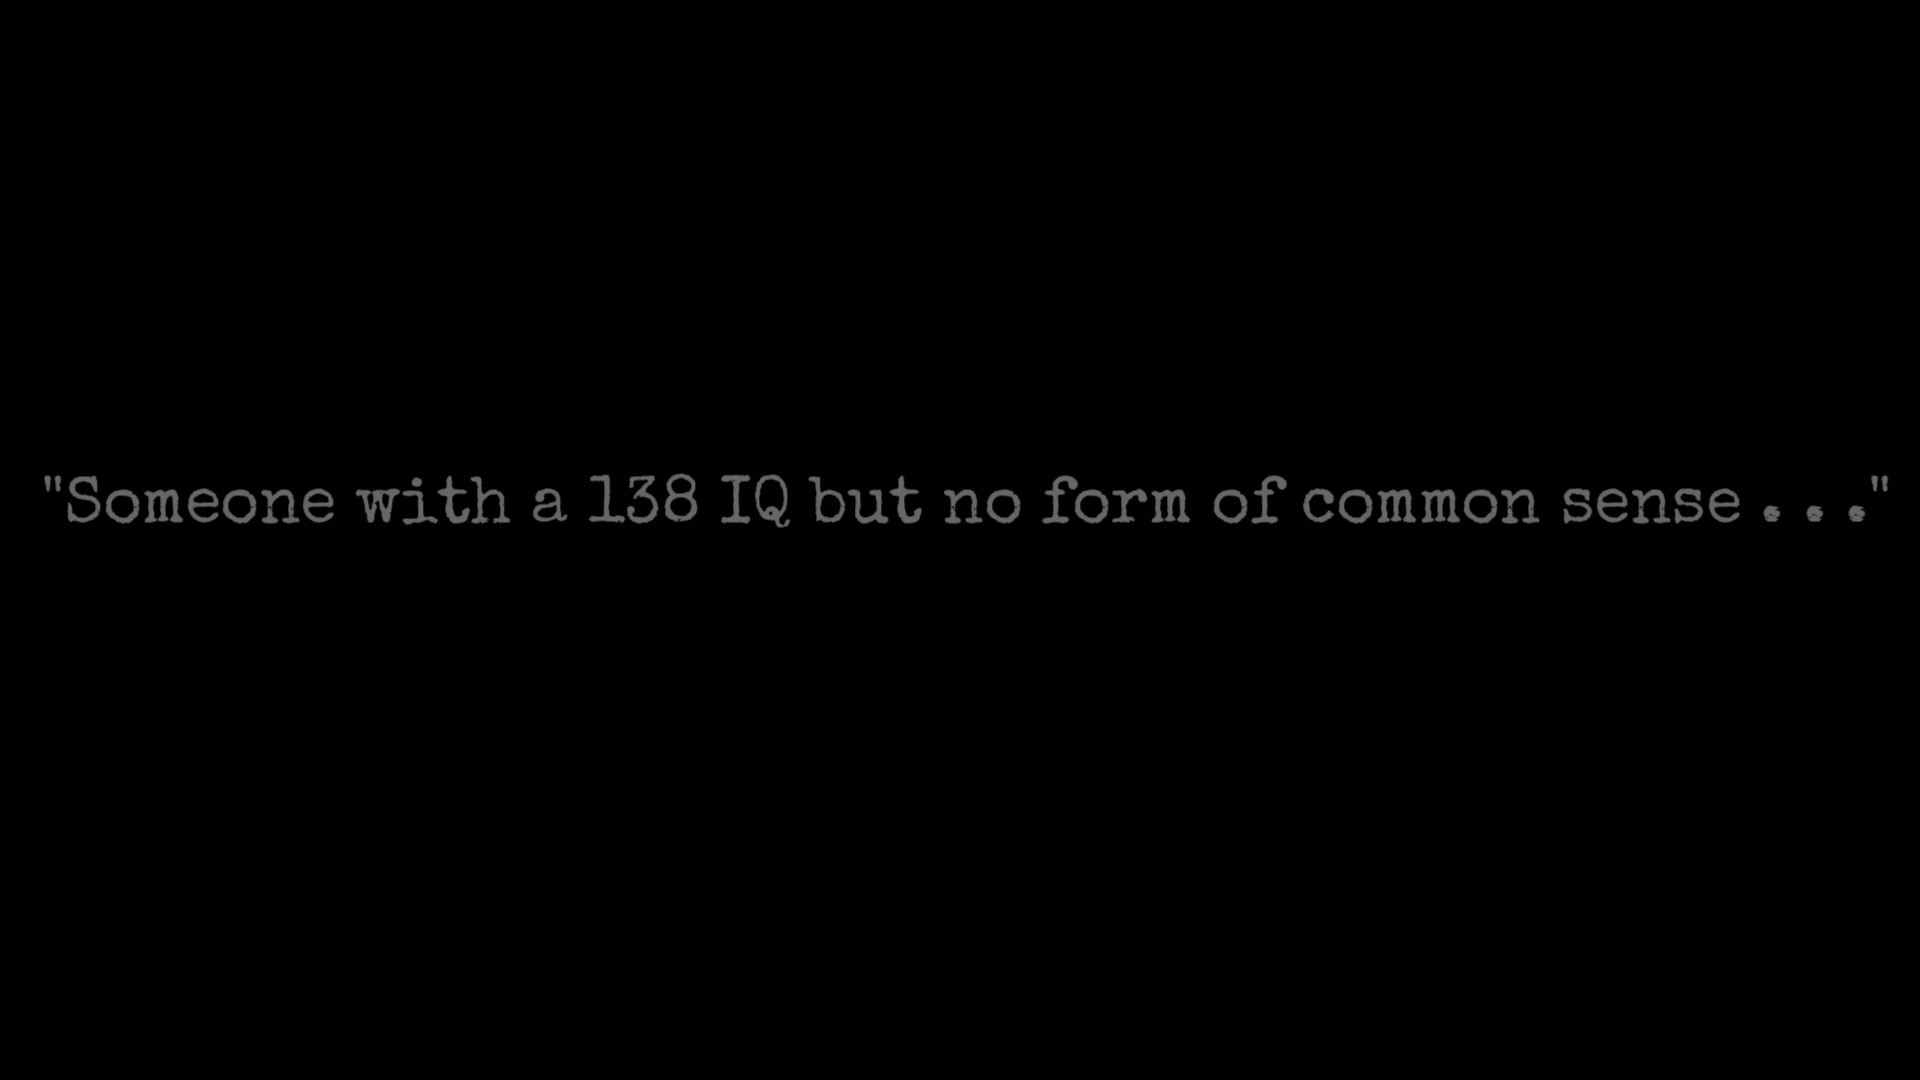 "Someone with a 138 IQ but no form of common sense . . ."